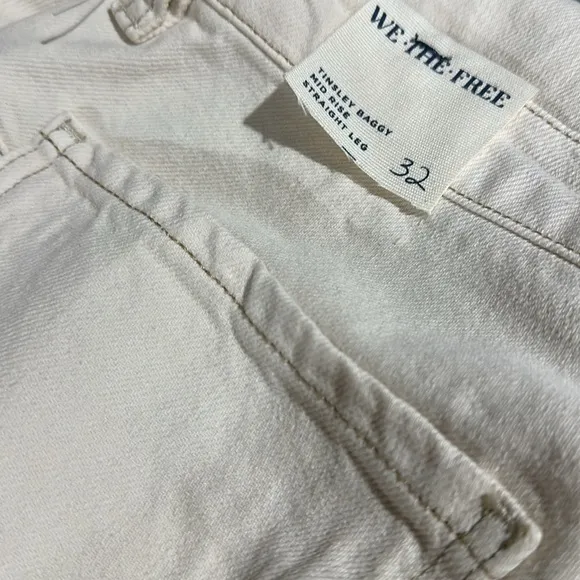 WE·THE·FREE
TINSLEY BAGGY
MID RISE
STRAIGHT LEG
32